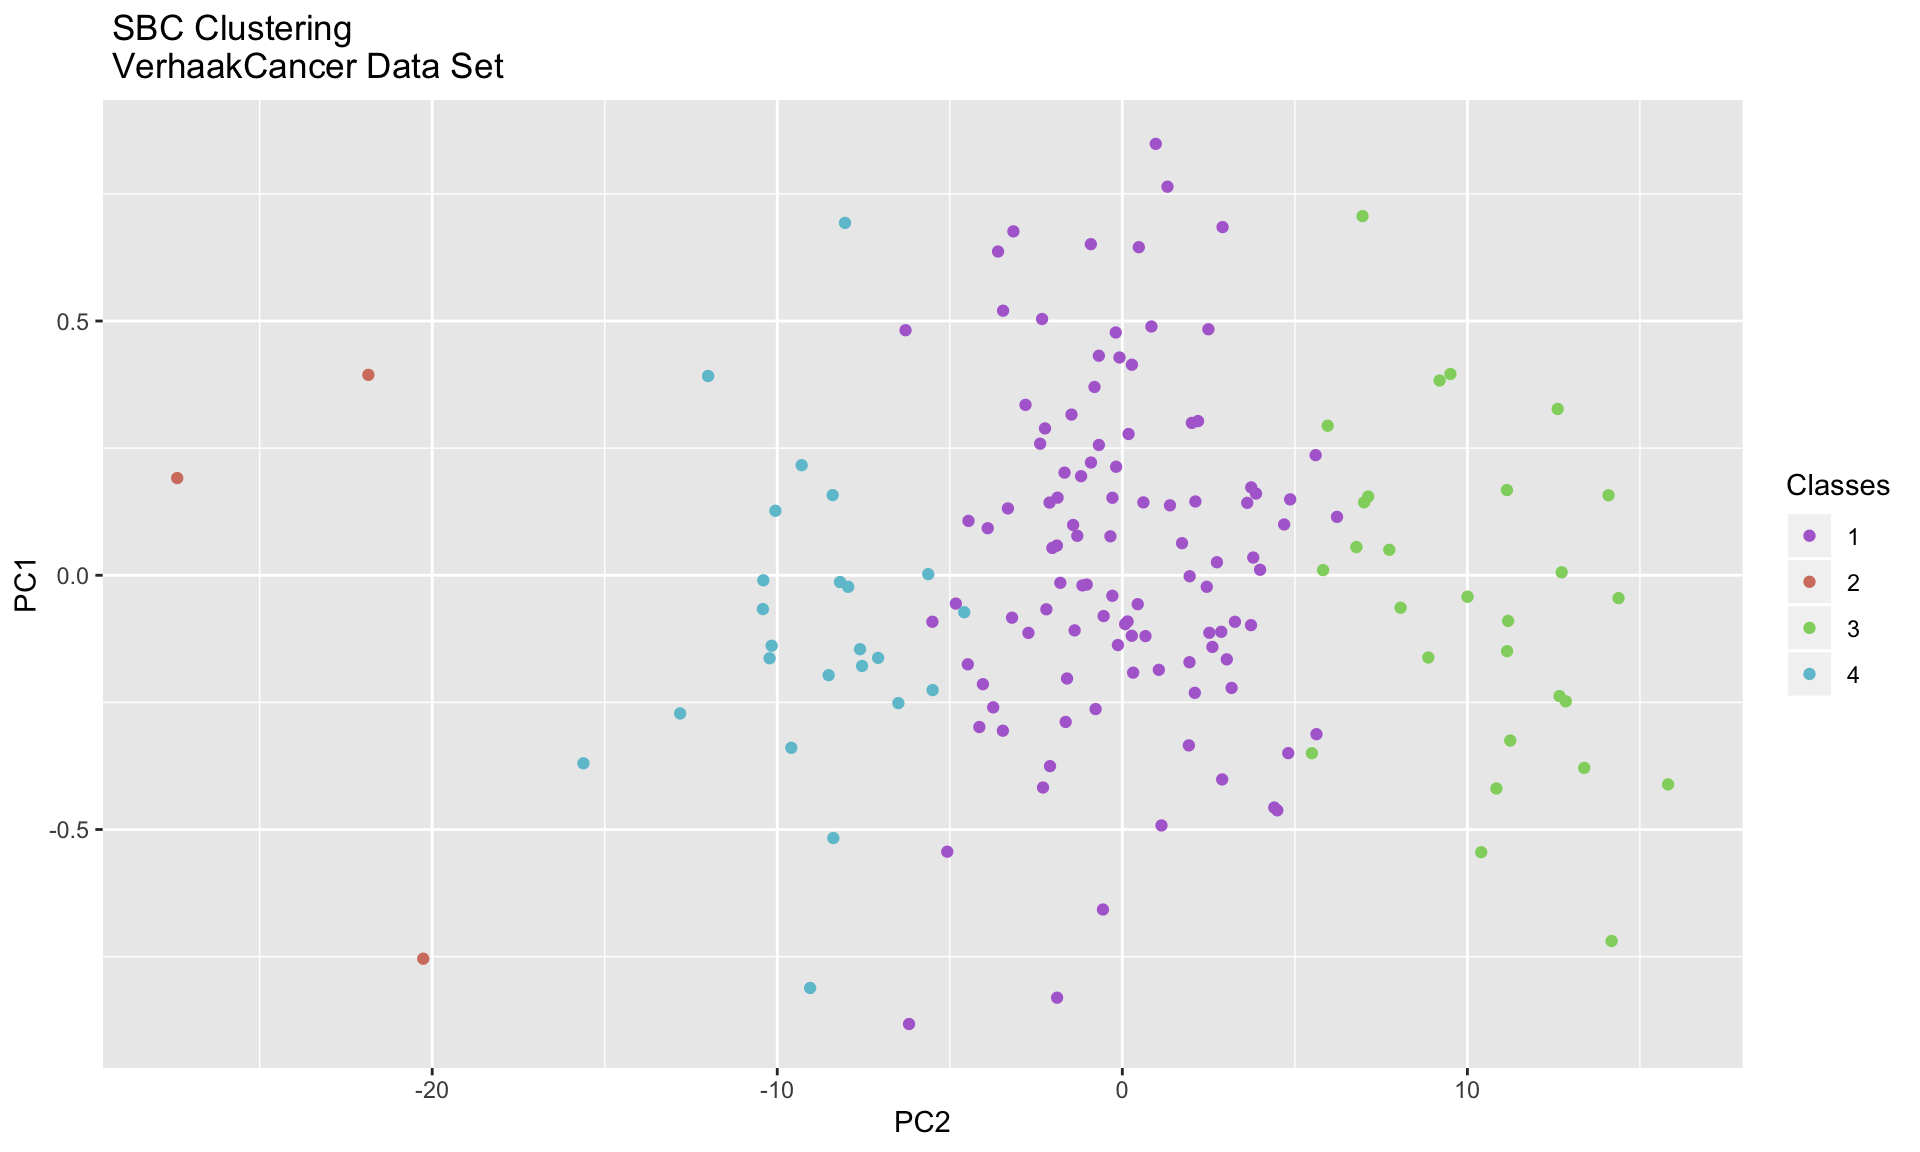 SBC Clustering
VerhaakCancer Data Set
PC1
0.5
0.0
-0.5
-20
-10
0
10
PC2
Classes
1
2
3
4